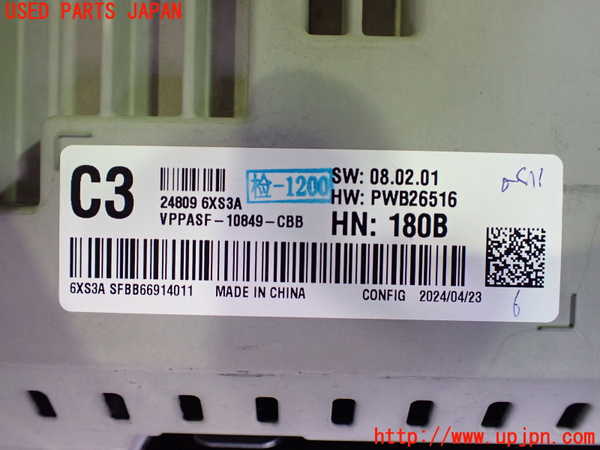 USED PARTS JAPAN
C3
24809 6XS3A
VPPASF-10849-CBB
検-1200
SW: 08.02.01
HW: PWB26516
HN: 180B
6XS3A SFBB66914011 MADE IN CHINA CONFIG 2024/04/23
6
http://www.upjpn.com